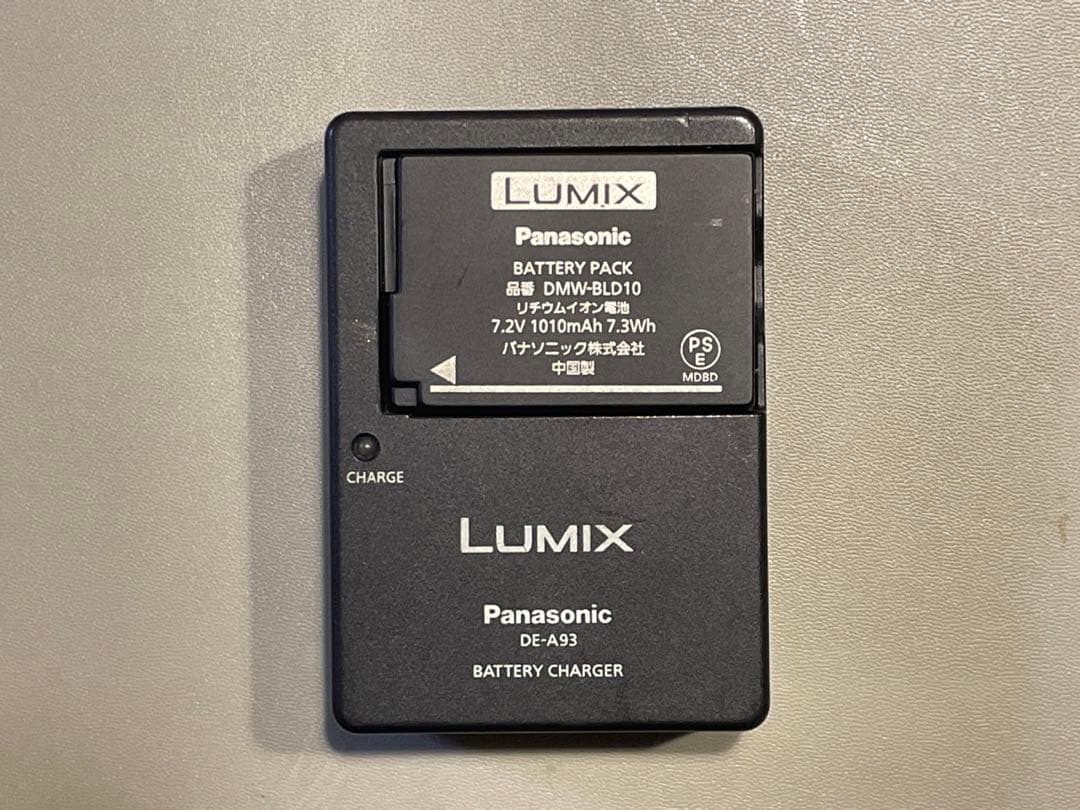 LUMIX
Panasonic
BATTERY PACK
品番 DMW-BLD10
リチウムイオン電池
7.2V 1010mAh 7.3Wh
パナソニック株式会社
中国製
PS
E
MDBD
CHARGE
LUMIX
Panasonic
DE-A93
BATTERY CHARGER